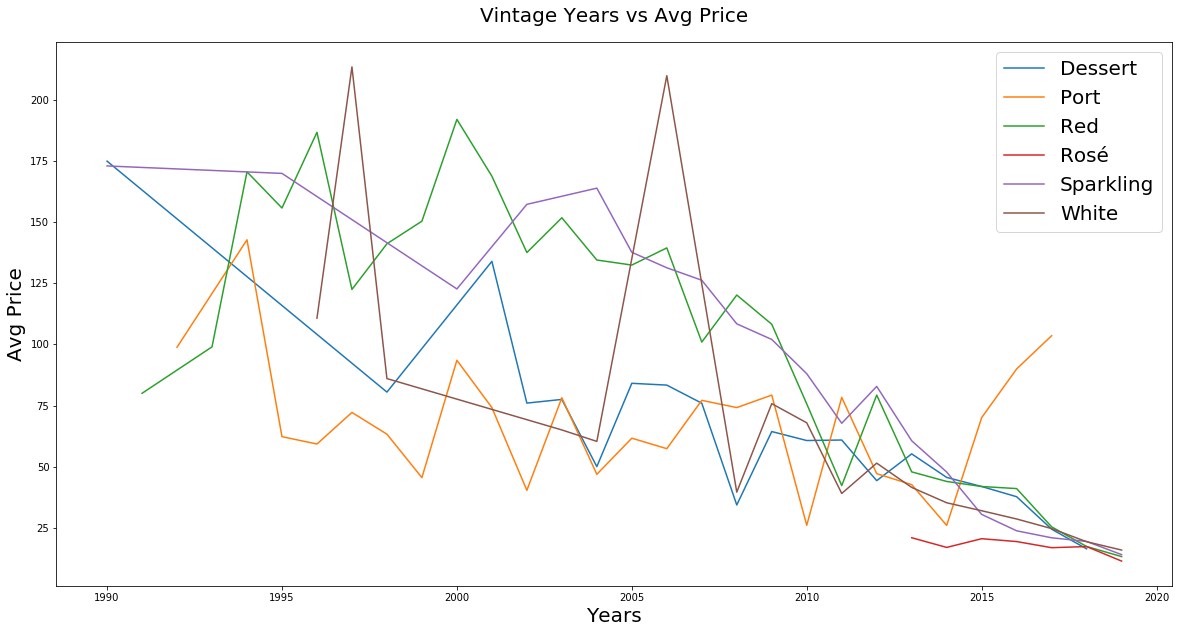 Vintage Years vs Avg Price
Dessert
Port
Red
Rosé
Sparkling
White
Avg Price
200
175
150
125
100
75
50
25
1990 1995 2000 2005 2010 2015 2020
Years